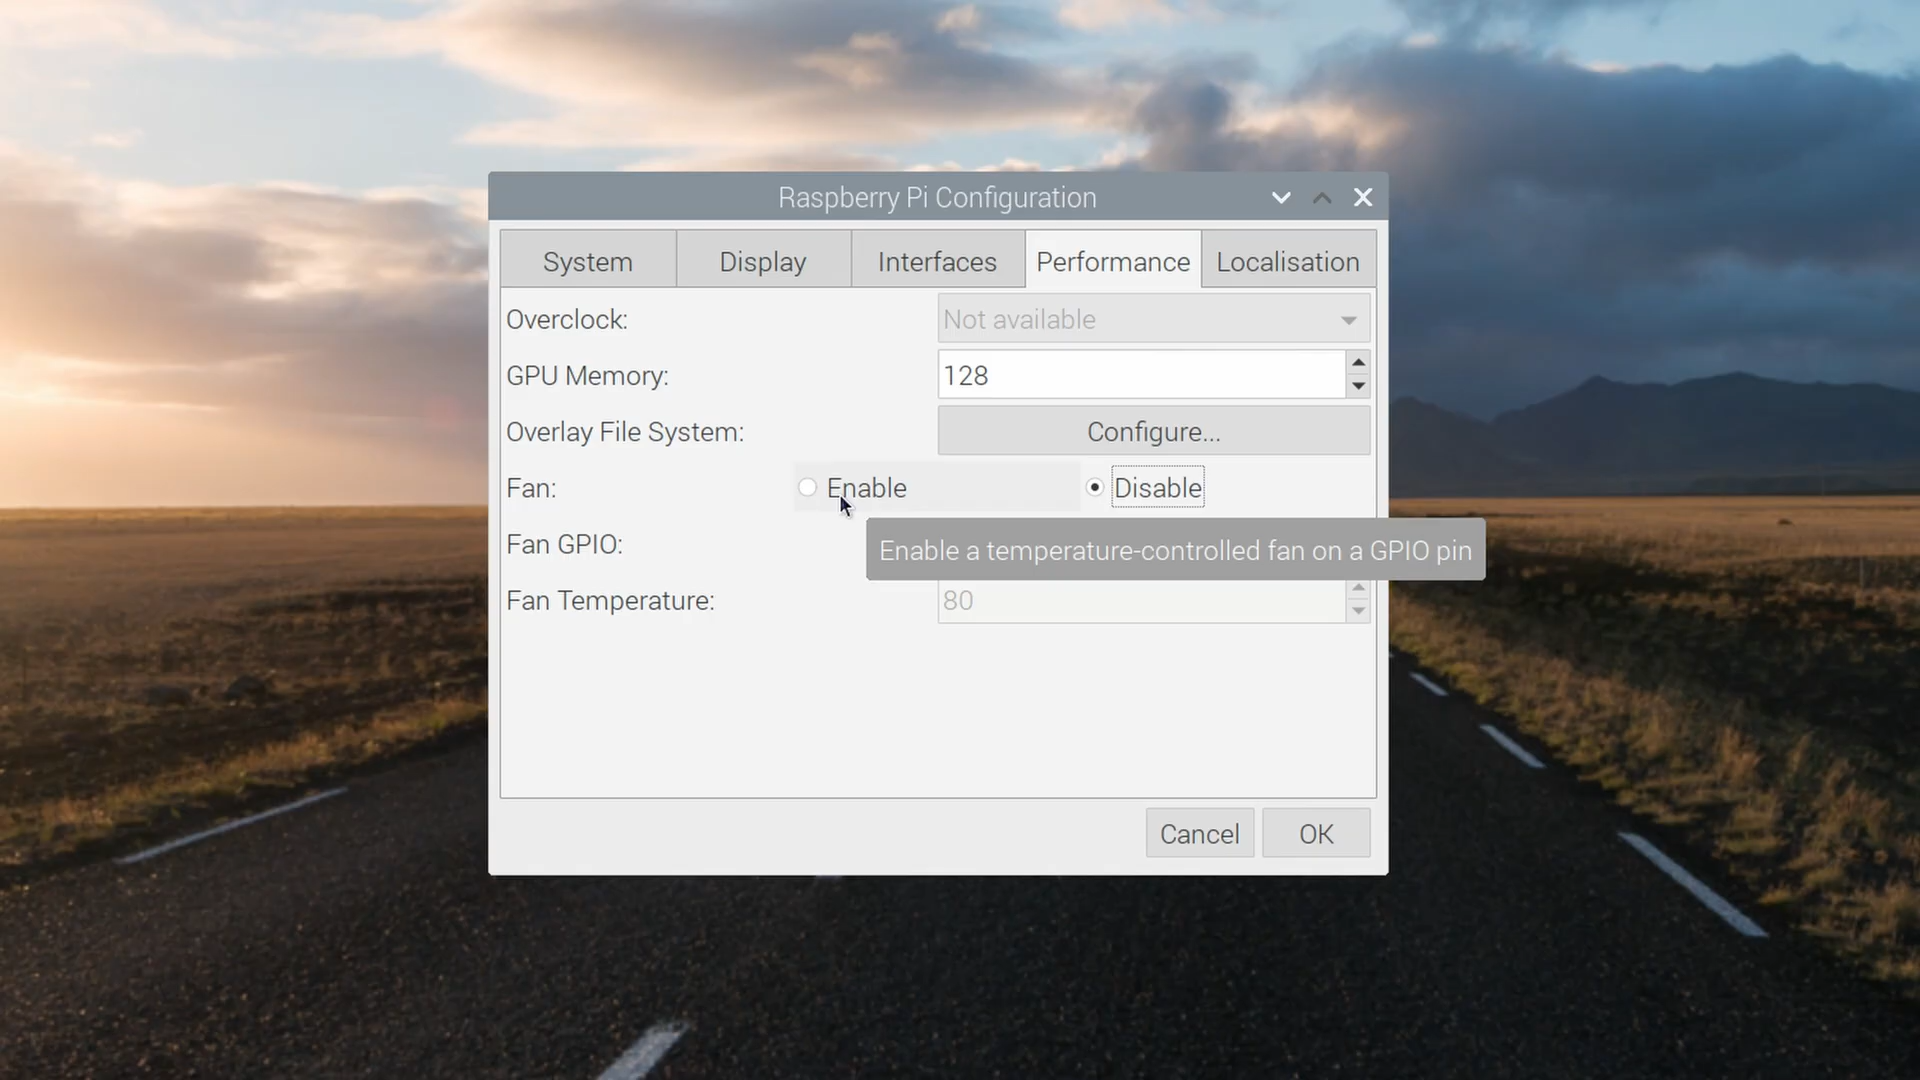 Raspberry Pi Configuration
System Display Interfaces Performance Localisation
Overclock: Not available
GPU Memory: 128
Overlay File System: Configure...
Fan: Enable Disable
Fan GPIO:
Enable a temperature-controlled fan on a GPIO pin
Fan Temperature: 80
Cancel OK